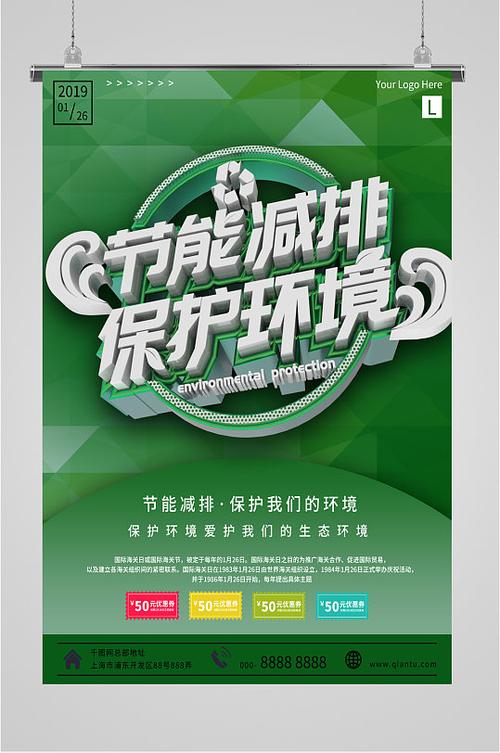 2019
01/26
> > > > > > >
Your Logo Here
L
节能减排
保护环境
environmental protection
节能减排·保护我们的环境
保护环境爱护我们的生态环境
国际海关日或国际海关节，被定于每年的1月26日。国际海关日之目的为推广海关合作、促进国际贸易，
以及建立各海关组织间的紧密联系。国际海关日在1983年1月26日由世界海关组织设立，1984年1月26日正式举办庆祝活动，
并于1986年1月26日开始，每年提出具体主题
¥50元优惠券
¥50元优惠券
¥50元优惠券
¥50元优惠券
千图网总部地址
上海市浦东开发区88号888弄
000- 8888 8888
www.qiantu.com